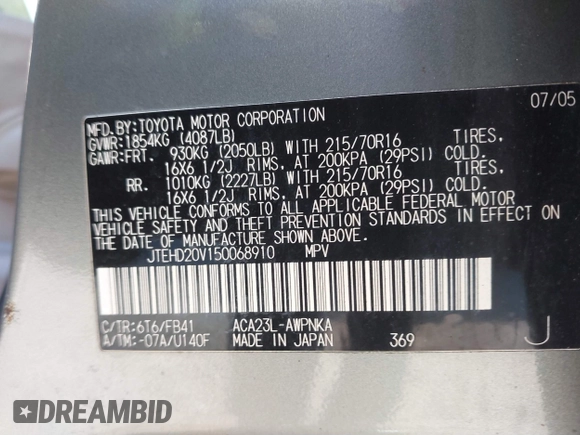 07/05
MFD.BY:TOYOTA MOTOR CORPORATION
GVWR:1854KG (4087LB)
GAWR:FRT. 930KG (2050LB) WITH 215/70R16 TIRES.
16X6 1/2J RIMS, AT 200KPA (29PSI) COLD.
RR. 1010KG (2227LB) WITH 215/70R16 TIRES.
16X6 1/2J RIMS, AT 200KPA (29PSI) COLD.
THIS VEHICLE CONFORMS TO ALL APPLICABLE FEDERAL MOTOR
VEHICLE SAFETY AND THEFT PREVENTION STANDARDS IN EFFECT ON
THE DATE OF MANUFACTURE SHOWN ABOVE.
JTEHD20V150068910 MPV
C/TR:6T6/FB41 ACA23L-AWPNKA
A/TM:-07A/U140F MADE IN JAPAN 369 J
DREAMBID